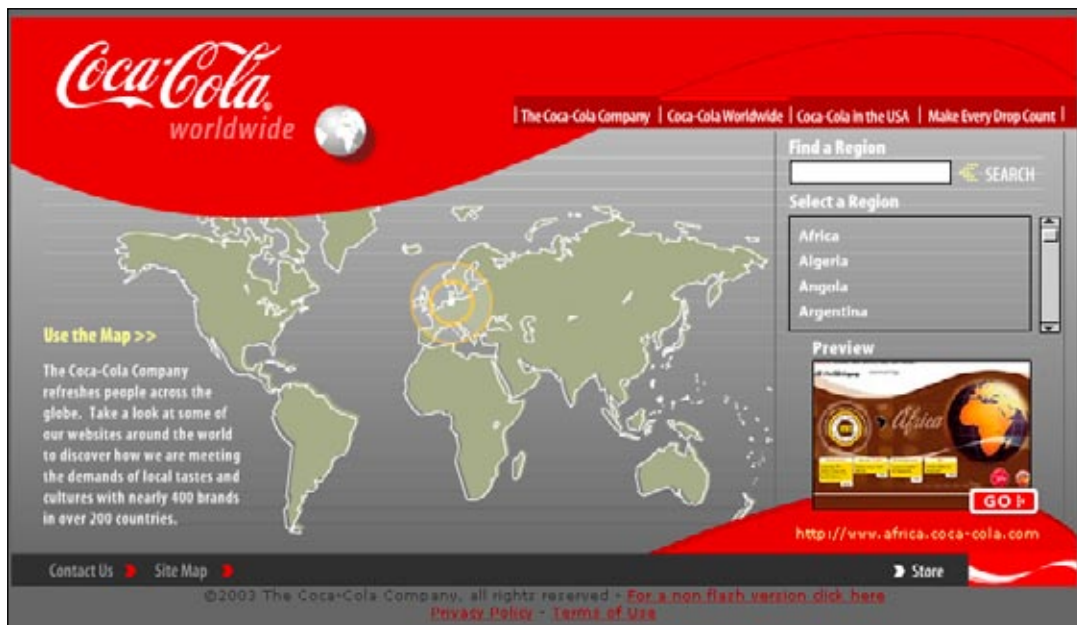 Coca-Cola
worldwide
The Coca-Cola Company | Coca-Cola Worldwide | Coca-Cola in the USA | Make Every Drop Count
Find a Region
SEARCH
Select a Region
Africa
Algeria
Angola
Argentina
Use the Map >>
The Coca-Cola Company
refreshes people across the
globe. Take a look at some of
our websites around the world
to discover how we are meeting
the demands of local tastes and
cultures with nearly 400 brands
in over 200 countries.
Preview
Africa
GO
http://www.africa.coca-cola.com
Contact Us
Site Map
Store
©2003 The Coca-Cola Company, all rights reserved - For a non flash version click here
Privacy Policy - Terms of Use